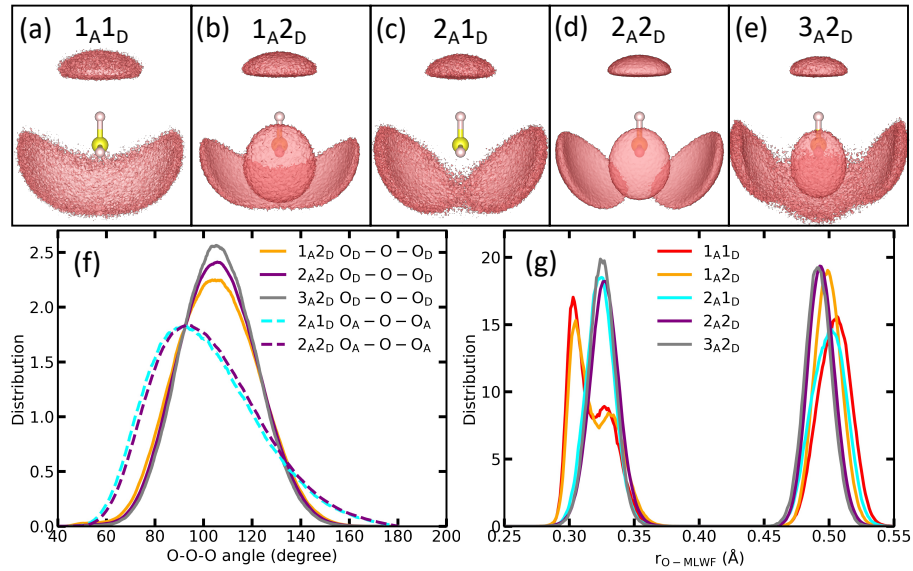 (a) 1A1D
(b) 1A2D
(c) 2A1D
(d) 2A2D
(e) 3A2D
(f)
1A2D OD − O − OD
2A2D OD − O − OD
3A2D OD − O − OD
2A1D OA − O − OA
2A2D OA − O − OA
Distribution
2.5
2.0
1.5
1.0
0.5
0.0
40 60 80 100 120 140 160 180 200
O-O-O angle (degree)
(g)
1A1D
1A2D
2A1D
2A2D
3A2D
Distribution
20
15
10
5
0
0.25 0.30 0.35 0.40 0.45 0.50 0.55
rO−MLWF (Å)